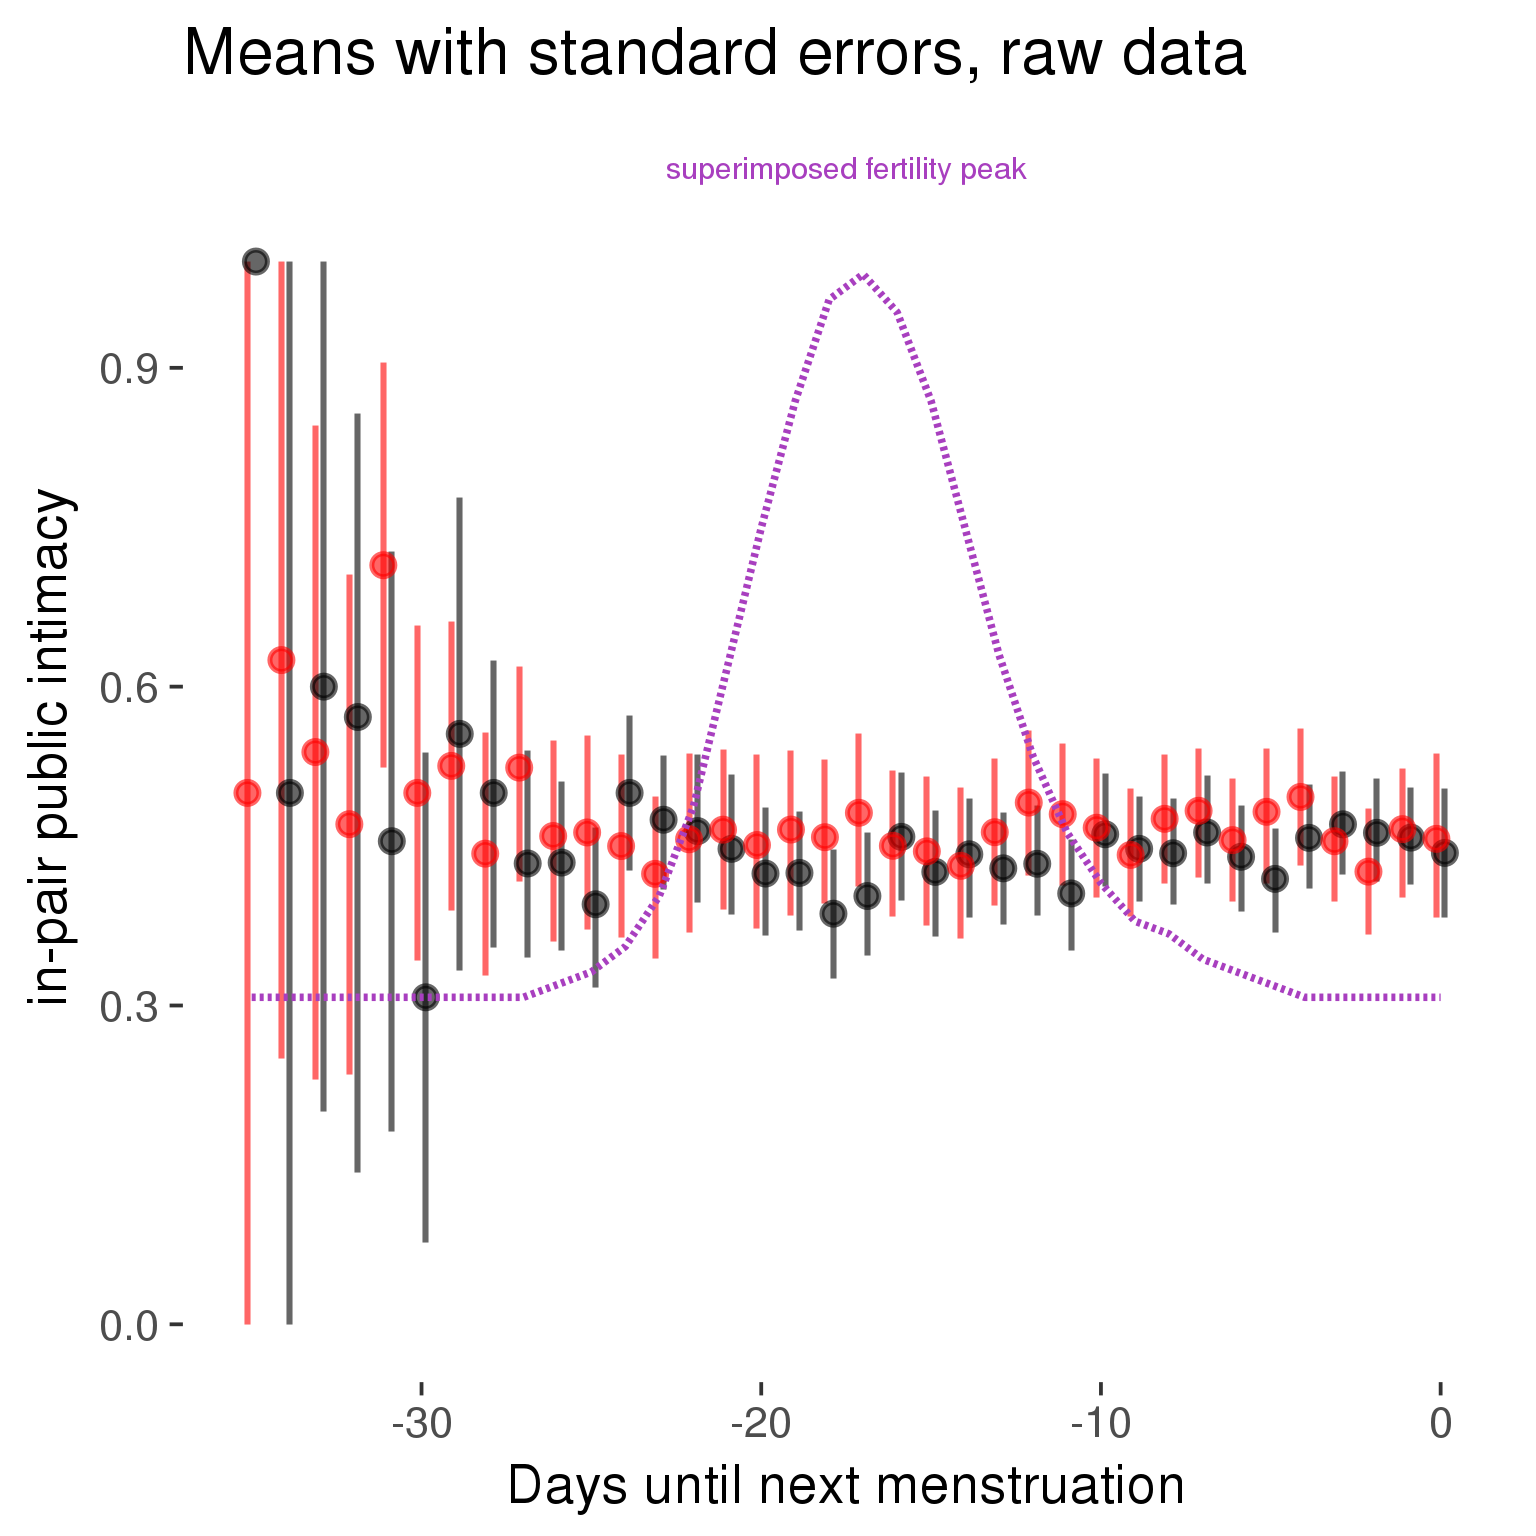 Means with standard errors, raw data
superimposed fertility peak
in-pair public intimacy
0.9
0.6
0.3
0.0
-30
-20
-10
0
Days until next menstruation